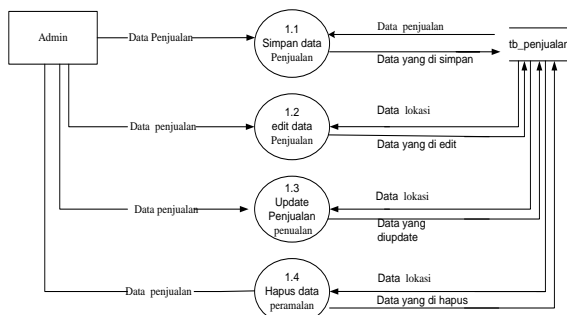 Admin
Data Penjualan
1.1
Simpan data
Penjualan
Data penjualan
Data yang di simpan
tb_penjualan
Data penjualan
1.2
edit data
Penjualan
Data lokasi
Data yang di edit
Data penjualan
1.3
Update
Penjualan
penualan
Data lokasi
Data yang
diupdate
Data penjualan
1.4
Hapus data
peramalan
Data lokasi
Data yang di hapus